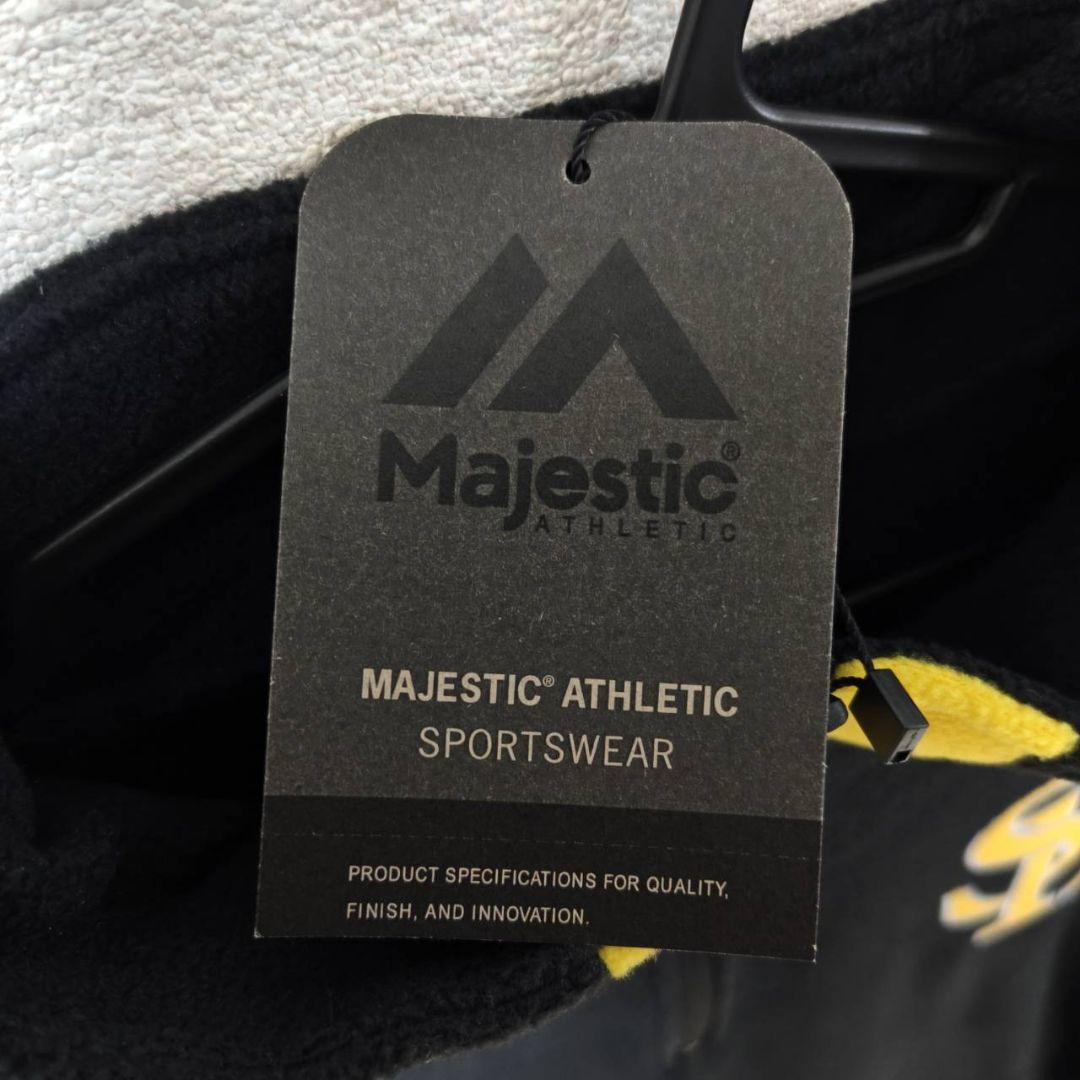 Majestic®
ATHLETIC
MAJESTIC® ATHLETIC
SPORTSWEAR
PRODUCT SPECIFICATIONS FOR QUALITY,
FINISH, AND INNOVATION.